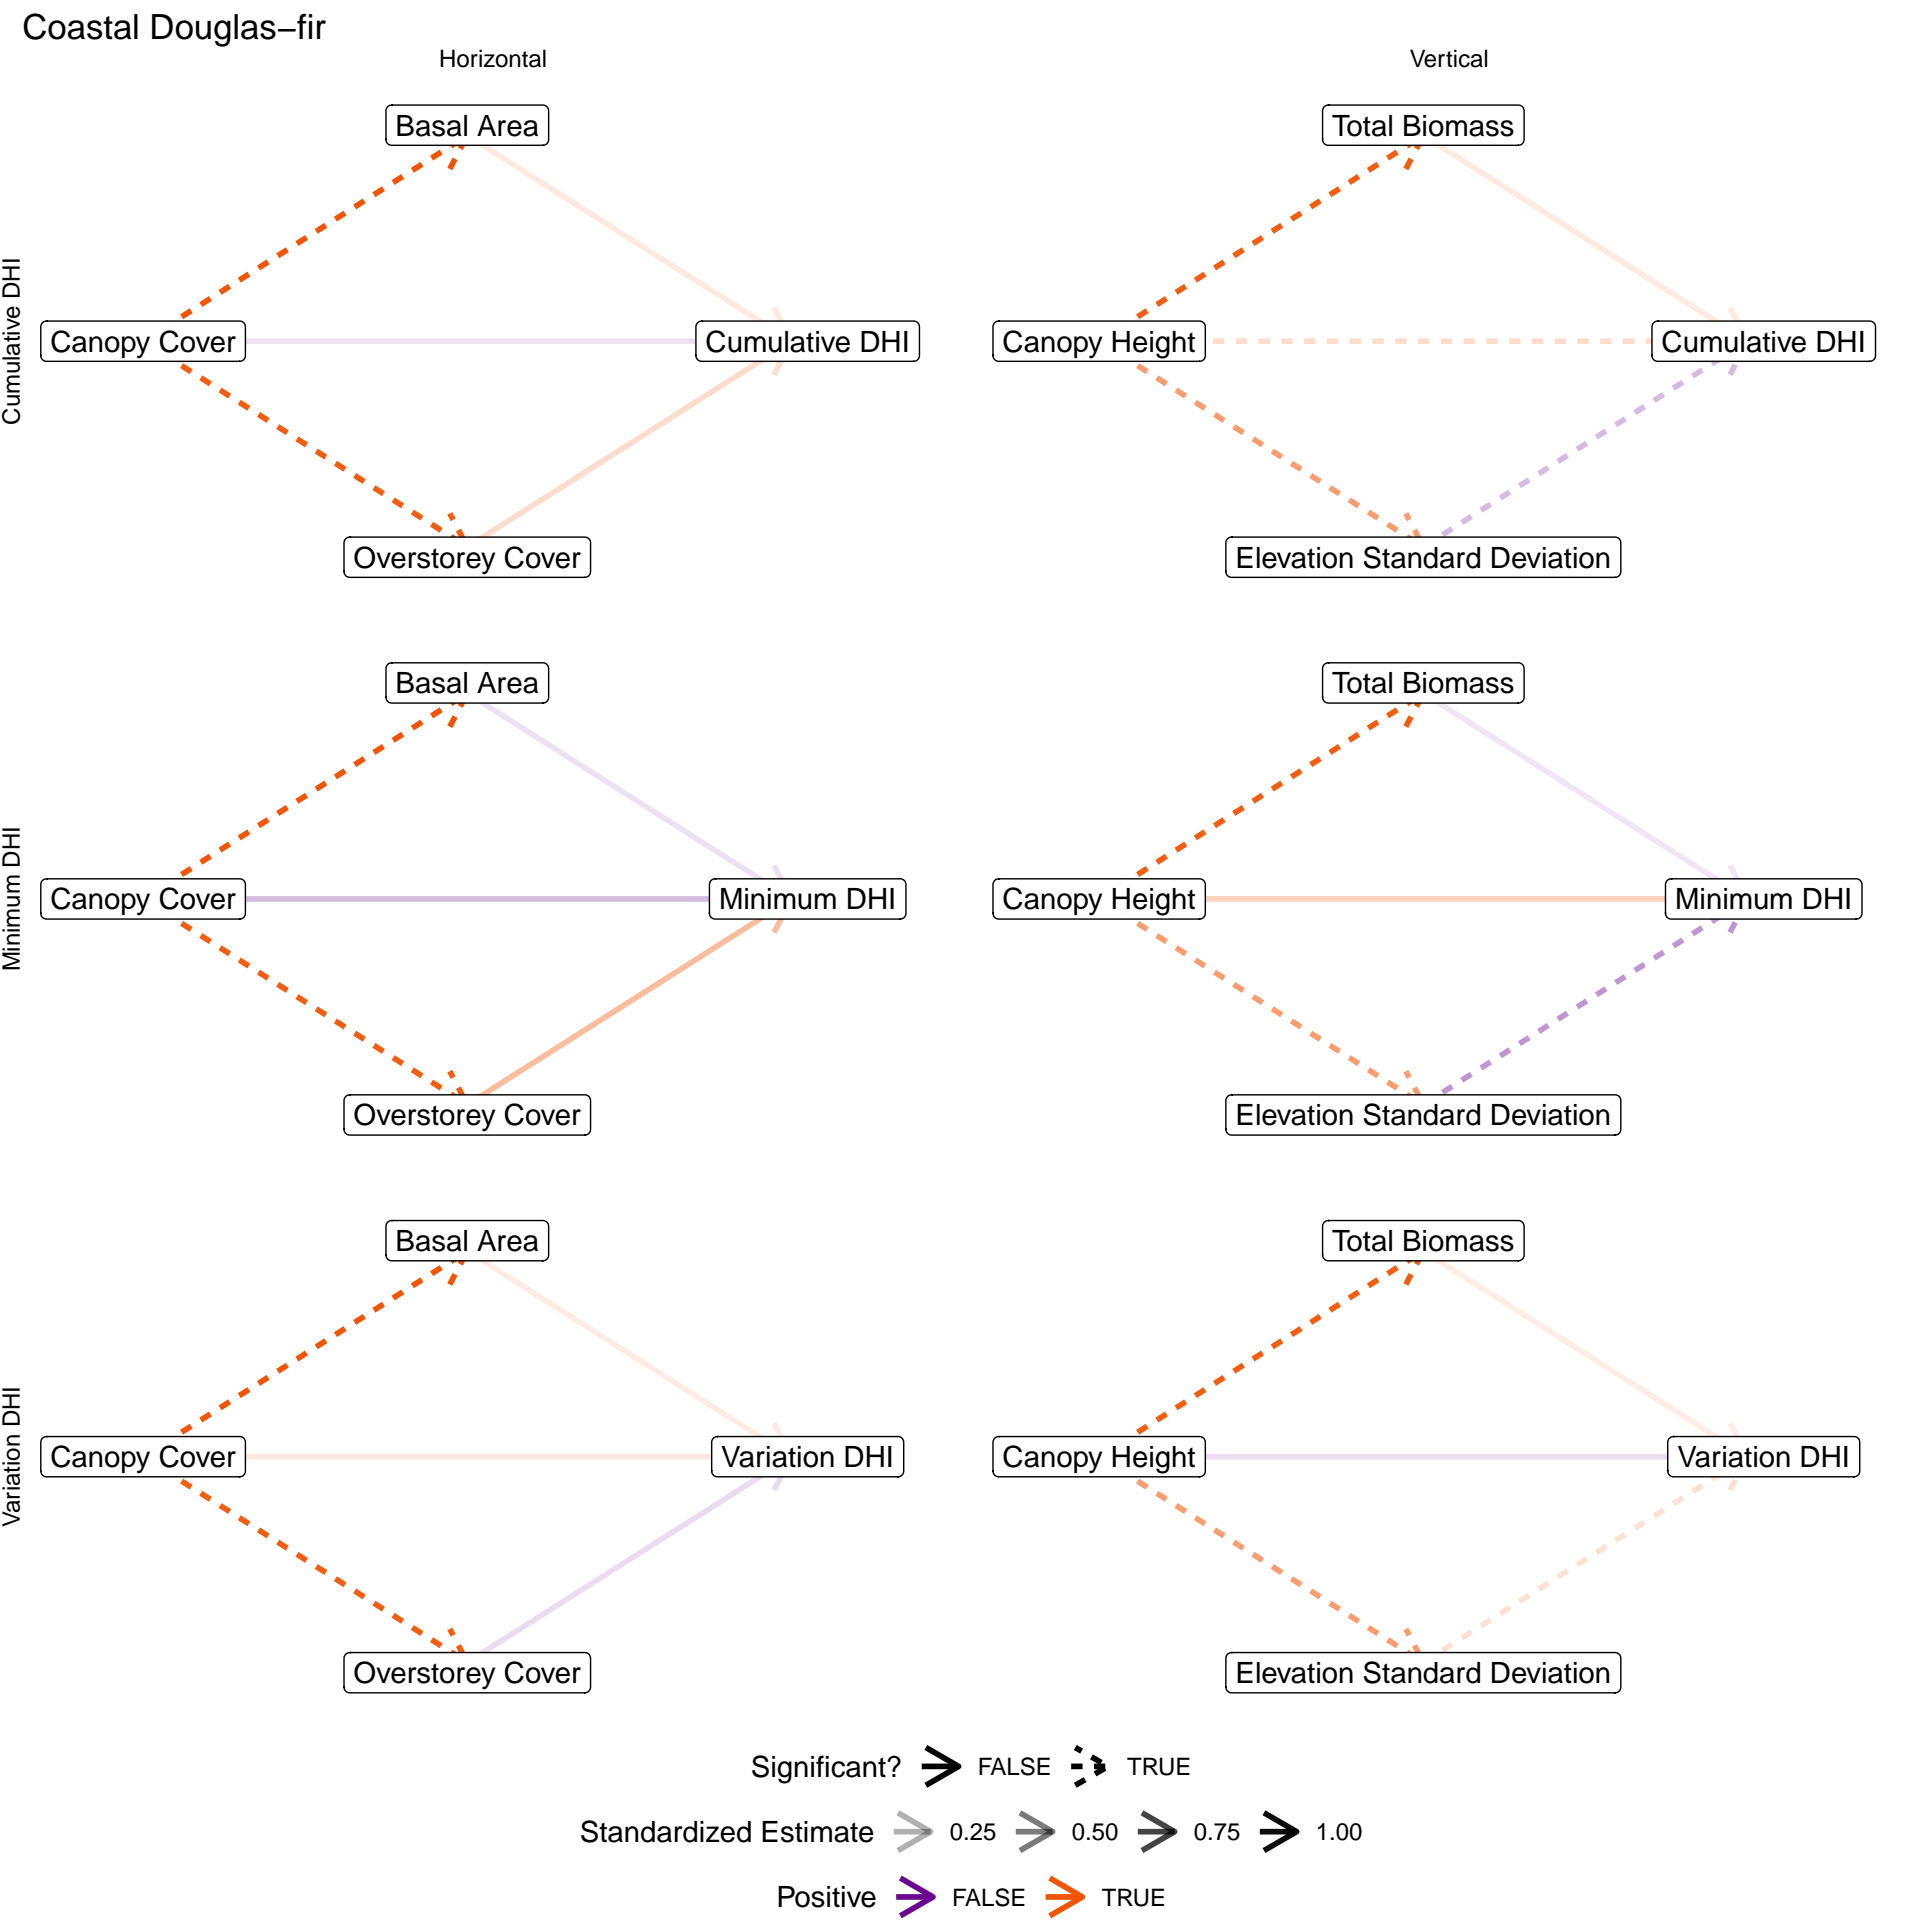 Coastal Douglas−fir
Horizontal
Vertical
Cumulative DHI
Basal Area
Canopy Cover
Cumulative DHI
Overstorey Cover
Total Biomass
Canopy Height
Cumulative DHI
Elevation Standard Deviation
Minimum DHI
Basal Area
Canopy Cover
Minimum DHI
Overstorey Cover
Total Biomass
Canopy Height
Minimum DHI
Elevation Standard Deviation
Variation DHI
Basal Area
Canopy Cover
Variation DHI
Overstorey Cover
Total Biomass
Canopy Height
Variation DHI
Elevation Standard Deviation
Significant? FALSE TRUE
Standardized Estimate 0.25 0.50 0.75 1.00
Positive FALSE TRUE